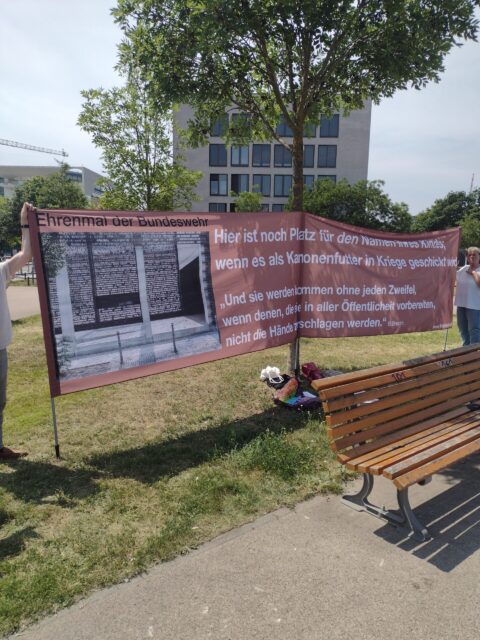 Ehrenmal der Bundeswehr
Hier ist noch Platz für den Namen Ihres Kindes,
wenn es als Kanonenfutter in Kriege geschickt wird
„Und sie werden kommen ohne jeden Zweifel,
wenn denen, die sie in aller Öffentlichkeit vorbereiten,
nicht die Hände zerschlagen werden."